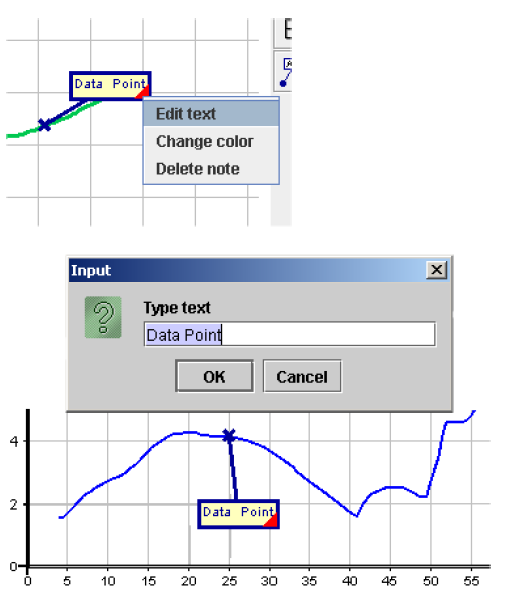 Data Point
Edit text
Change color
Delete note
Input
Type text
Data Point
OK
Cancel
4
2
Data Point
0
0 5 10 15 20 25 30 35 40 45 50 55